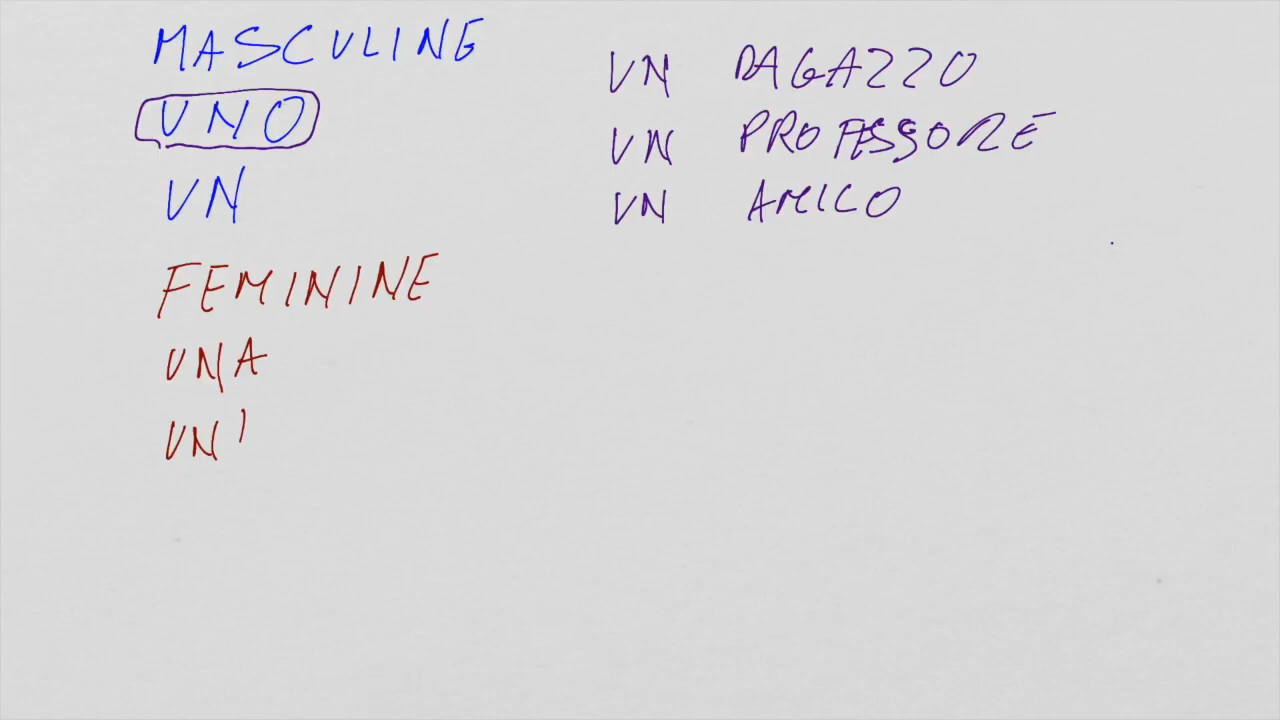 MASCULINE
UNO
UN
FEMININE
UNA
UN'
UN RAGAZZO
UN PROFESSORE
UN AMICO